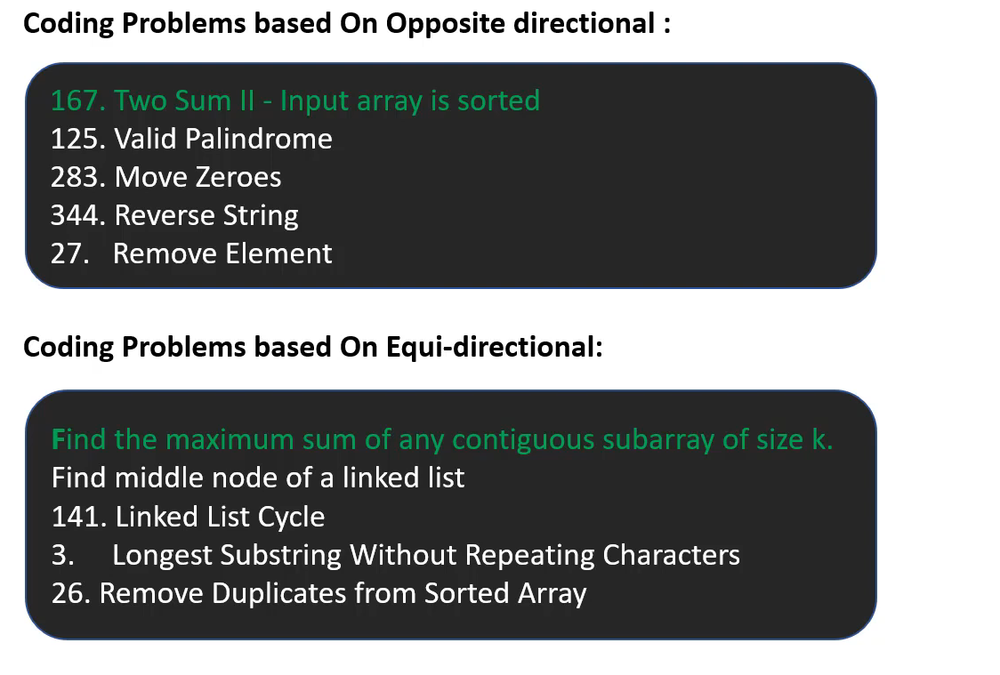 Coding Problems based On Opposite directional :
167. Two Sum II - Input array is sorted
125. Valid Palindrome
283. Move Zeroes
344. Reverse String
27. Remove Element
Coding Problems based On Equi-directional:
Find the maximum sum of any contiguous subarray of size k.
Find middle node of a linked list
141. Linked List Cycle
3. Longest Substring Without Repeating Characters
26. Remove Duplicates from Sorted Array